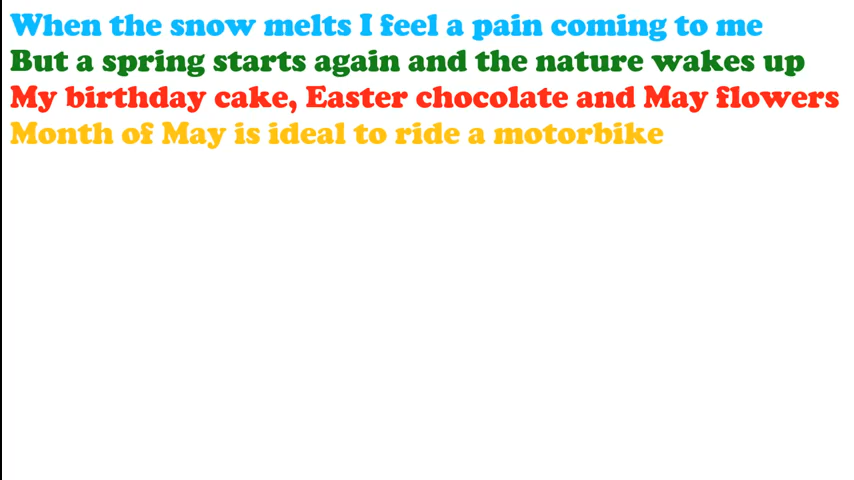 When the snow melts I feel a pain coming to me
But a spring starts again and the nature wakes up
My birthday cake, Easter chocolate and May flowers
Month of May is ideal to ride a motorbike